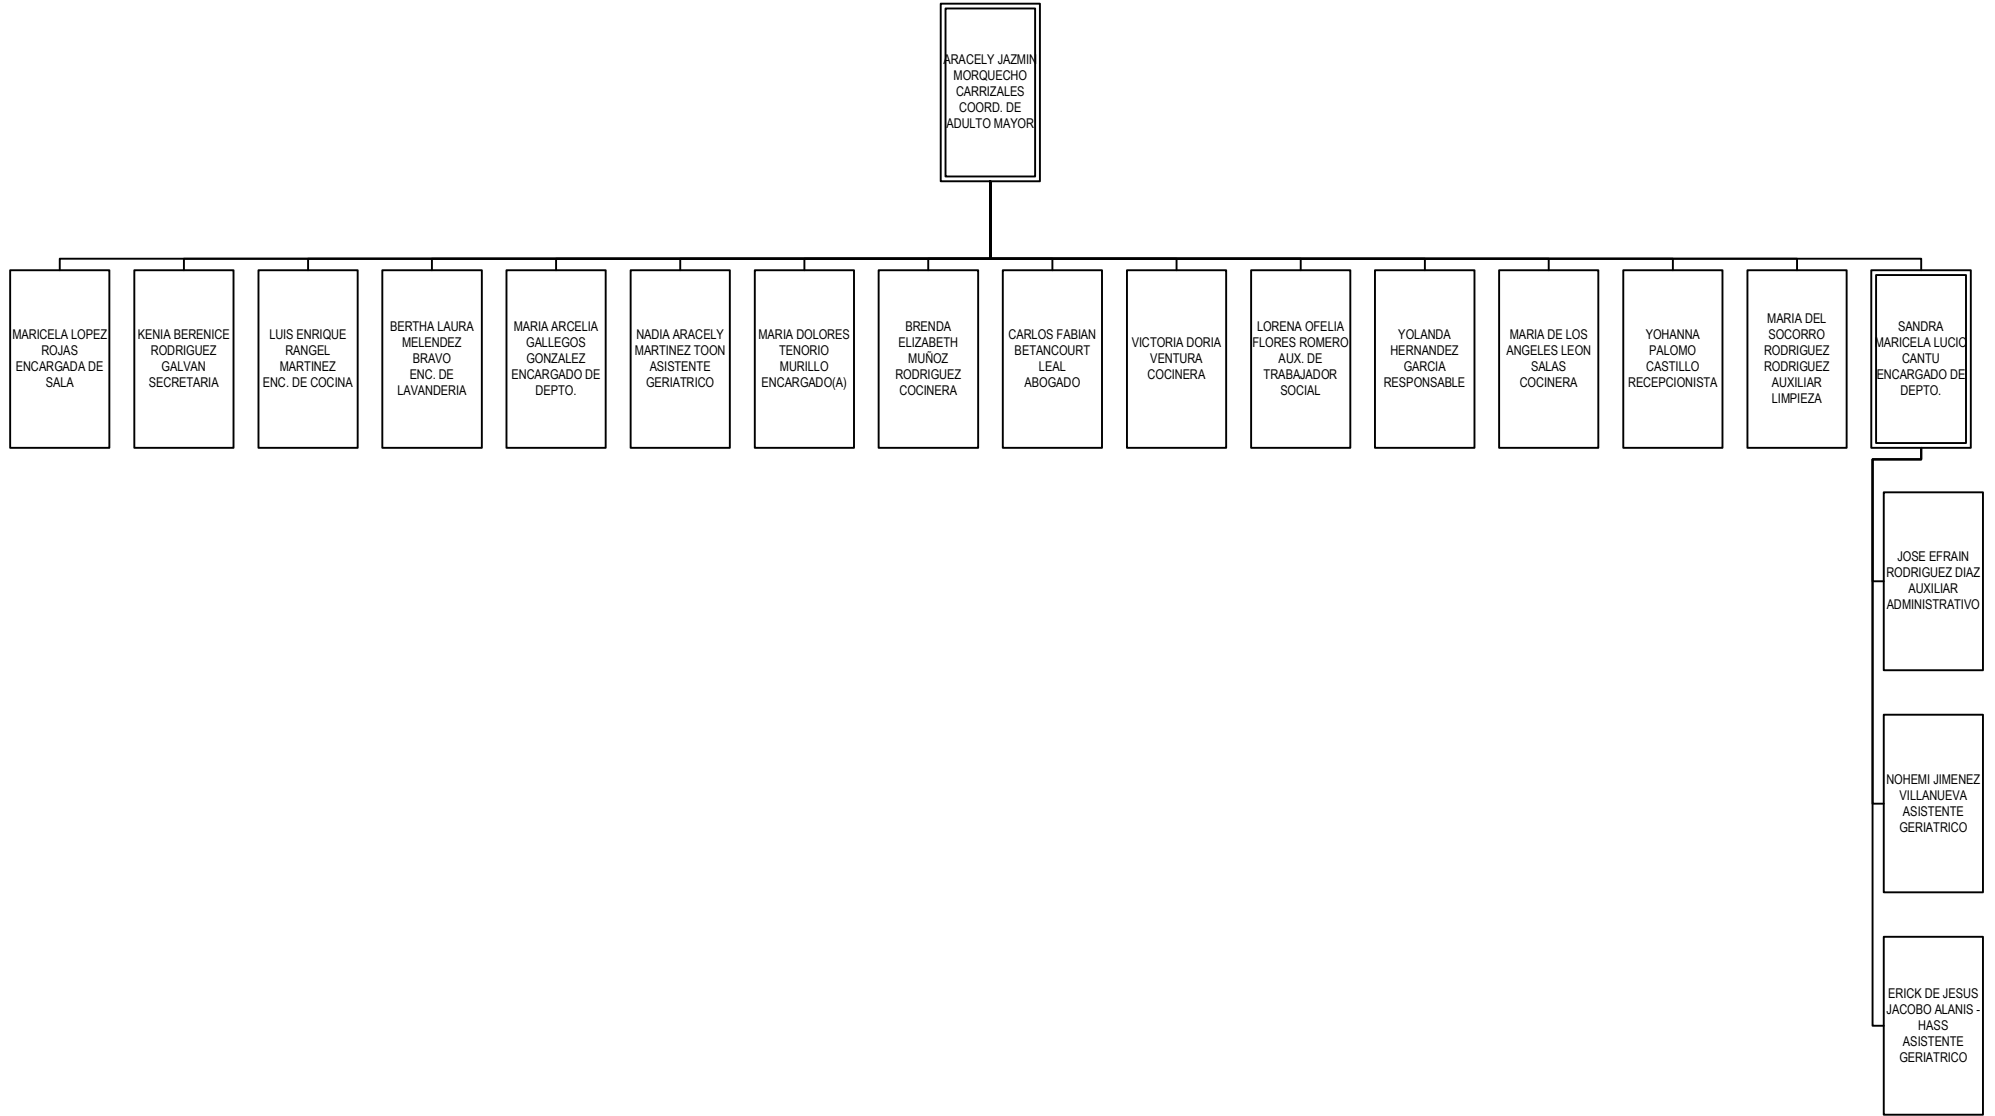 ARACELY JAZMIN
MORQUECHO
CARRIZALES
COORD. DE
ADULTO MAYOR
MARICELA LOPEZ
ROJAS
ENCARGADA DE
SALA
KENIA BERENICE
RODRIGUEZ
GALVAN
SECRETARIA
LUIS ENRIQUE
RANGEL
MARTINEZ
ENC. DE COCINA
BERTHA LAURA
MELENDEZ
BRAVO
ENC. DE
LAVANDERIA
MARIA ARCELIA
GALLEGOS
GONZALEZ
ENCARGADO DE
DEPTO.
NADIA ARACELY
MARTINEZ TOON
ASISTENTE
GERIATRICO
MARIA DOLORES
TENORIO
MURILLO
ENCARGADO(A)
BRENDA
ELIZABETH
MUÑOZ
RODRIGUEZ
COCINERA
CARLOS FABIAN
BETANCOURT
LEAL
ABOGADO
VICTORIA DORIA
VENTURA
COCINERA
LORENA OFELIA
FLORES ROMERO
AUX. DE
TRABAJADOR
SOCIAL
YOLANDA
HERNANDEZ
GARCIA
RESPONSABLE
MARIA DE LOS
ANGELES LEON
SALAS
COCINERA
YOHANNA
PALOMO
CASTILLO
RECEPCIONISTA
MARIA DEL
SOCORRO
RODRIGUEZ
RODRIGUEZ
AUXILIAR
LIMPIEZA
SANDRA
MARICELA LUCIO
CANTU
ENCARGADO DE
DEPTO.
JOSE EFRAIN
RODRIGUEZ DIAZ
AUXILIAR
ADMINISTRATIVO
NOHEMI JIMENEZ
VILLANUEVA
ASISTENTE
GERIATRICO
ERICK DE JESUS
JACOBO ALANIS -
HASS
ASISTENTE
GERIATRICO